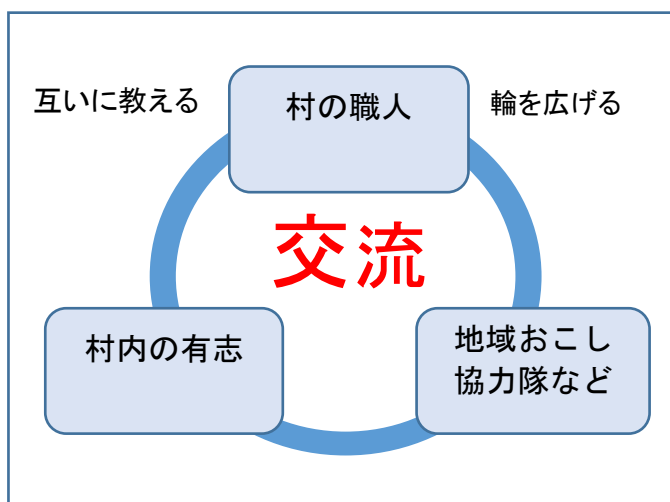 互いに教える
村の職人
輪を広げる
交流
村内の有志
地域おこし
協力隊など